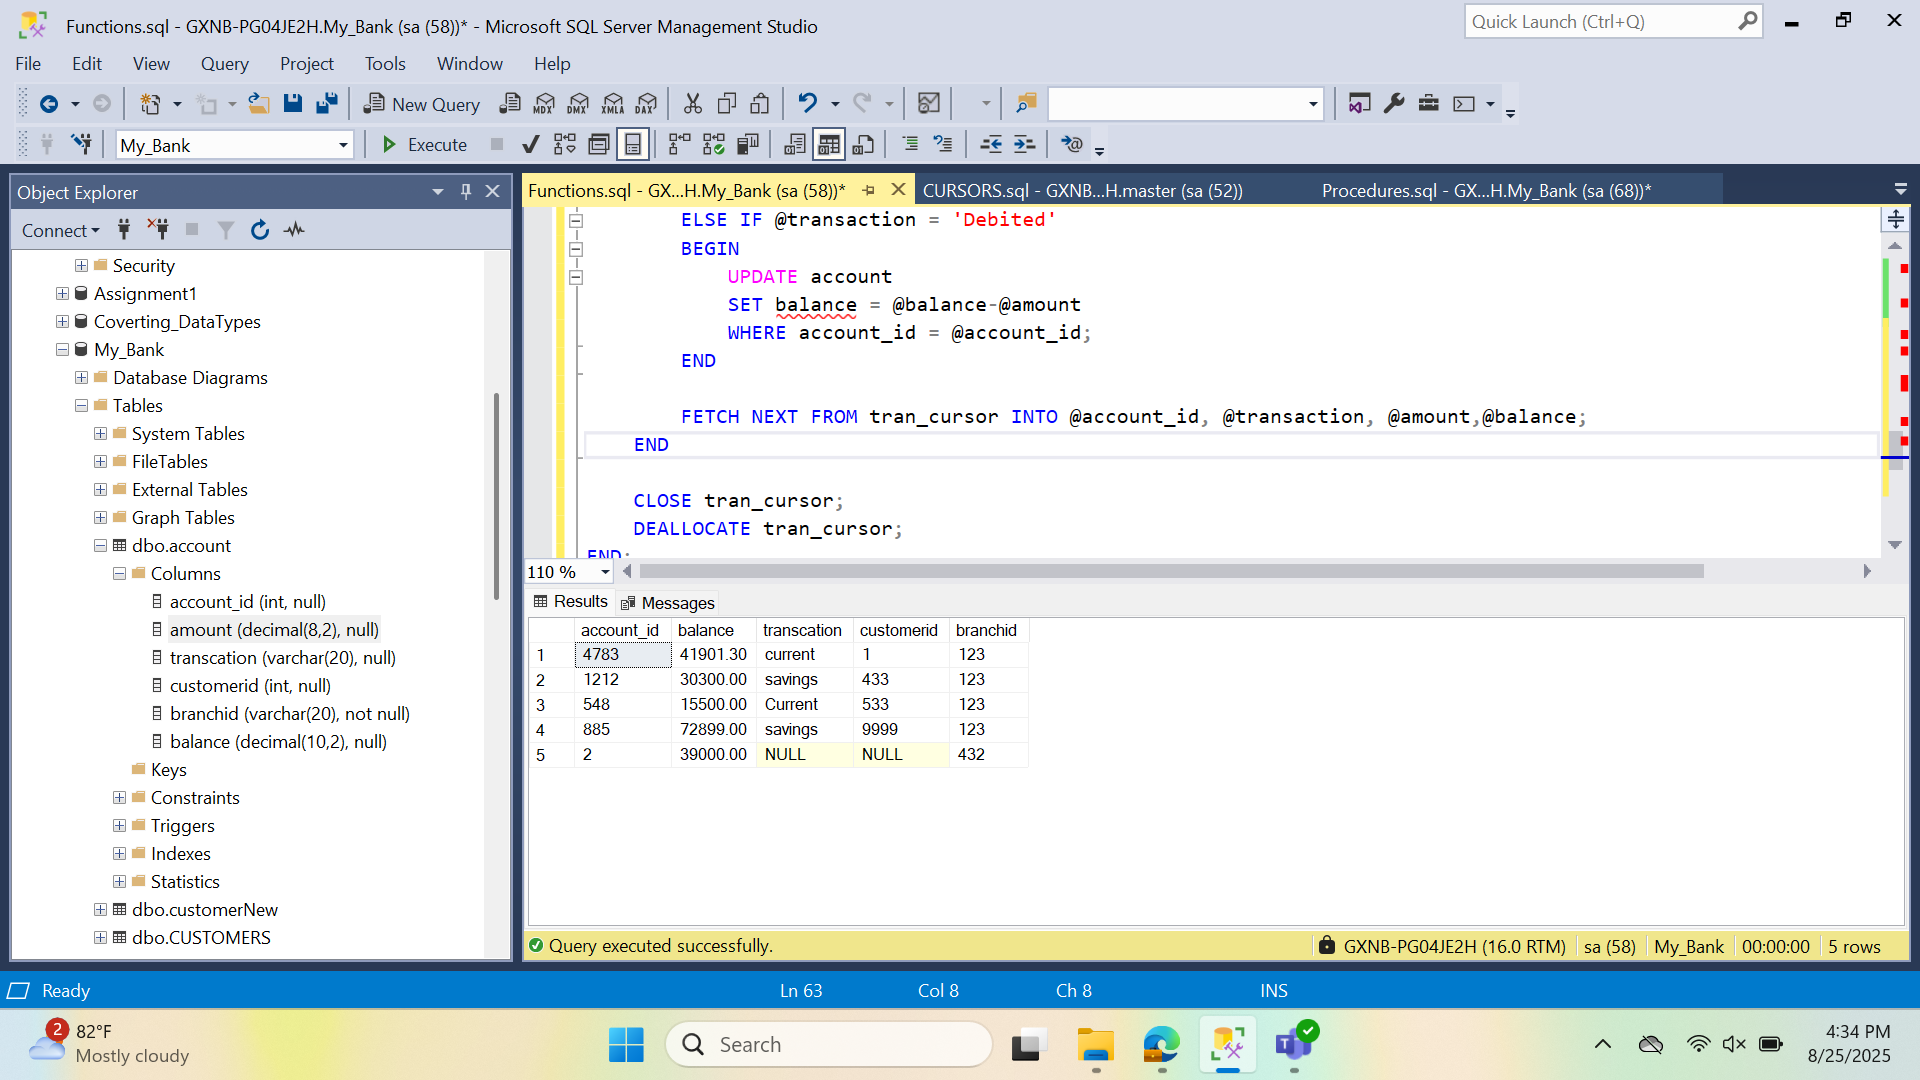 Functions.sql - GXNB-PG04JE2H.My_Bank (sa (58))* - Microsoft SQL Server Management Studio
Quick Launch (Ctrl+Q)
File Edit View Query Project Tools Window Help
New Query MDX DMX XMLA DAX
My_Bank Execute
Object Explorer
Connect
Security
Assignment1
Coverting_DataTypes
My_Bank
Database Diagrams
Tables
System Tables
FileTables
External Tables
Graph Tables
dbo.account
Columns
account_id (int, null)
amount (decimal(8,2), null)
transcation (varchar(20), null)
customerid (int, null)
branchid (varchar(20), not null)
balance (decimal(10,2), null)
Keys
Constraints
Triggers
Indexes
Statistics
dbo.customerNew
dbo.CUSTOMERS
Functions.sql - GX...H.My_Bank (sa (58))* CURSORS.sql - GXNB...H.master (sa (52)) Procedures.sql - GX...H.My_Bank (sa (68))*
ELSE IF @transaction = 'Debited'
BEGIN
UPDATE account
SET balance = @balance-@amount
WHERE account_id = @account_id;
END
FETCH NEXT FROM tran_cursor INTO @account_id, @transaction, @amount,@balance;
END
CLOSE tran_cursor;
DEALLOCATE tran_cursor;
END;
110 %
Results Messages
account_id balance transcation customerid branchid
1 4783 41901.30 current 1 123
2 1212 30300.00 savings 433 123
3 548 15500.00 Current 533 123
4 885 72899.00 savings 9999 123
5 2 39000.00 NULL NULL 432
Query executed successfully. GXNB-PG04JE2H (16.0 RTM) sa (58) My_Bank 00:00:00 5 rows
Ready Ln 63 Col 8 Ch 8 INS
2 82°F
Mostly cloudy
Search
4:34 PM
8/25/2025